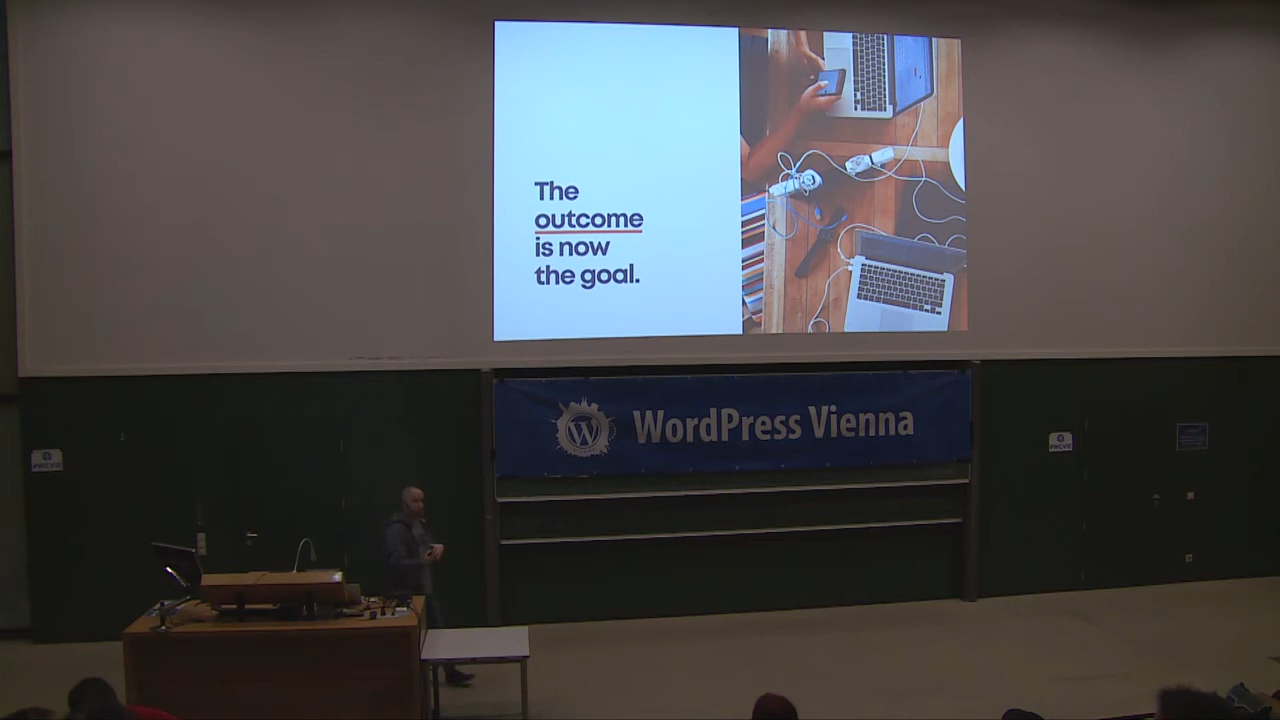 The
outcome
is now
the goal.
WordPress Vienna